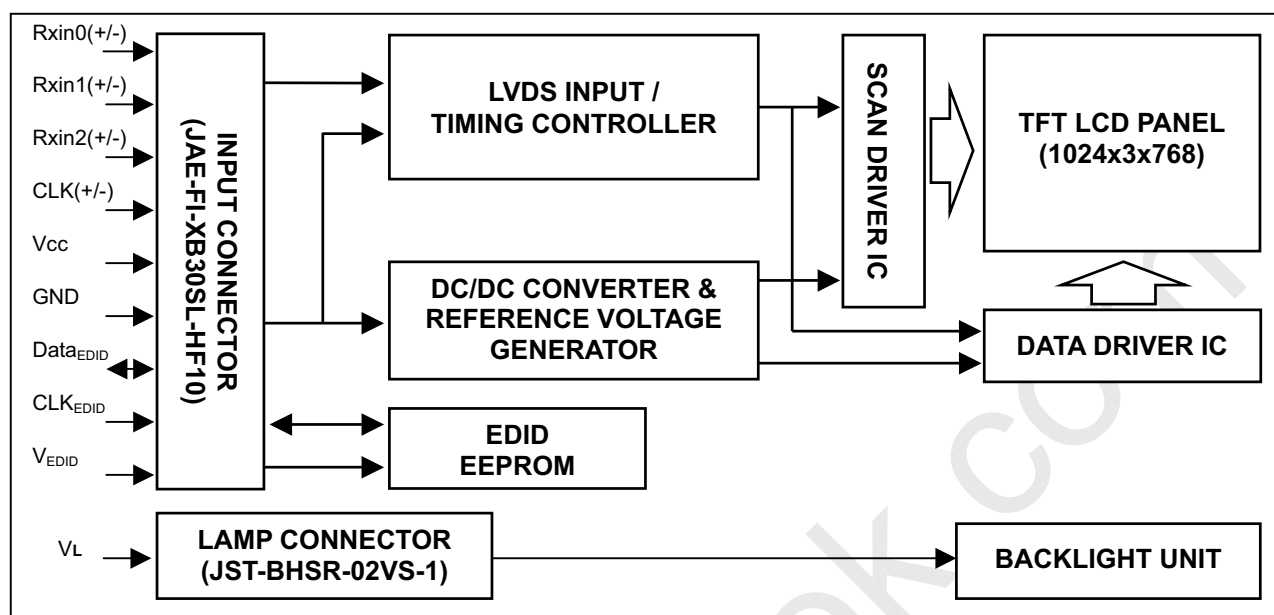 Rxin0(+/-)
Rxin1(+/-)
Rxin2(+/-)
CLK(+/-)
Vcc
GND
DataEDID
CLKEDID
VEDID
VL
INPUT CONNECTOR
(JAE-FI-XB30SL-HF10)
LVDS INPUT /
TIMING CONTROLLER
DC/DC CONVERTER &
REFERENCE VOLTAGE
GENERATOR
EDID
EEPROM
LAMP CONNECTOR
(JST-BHSR-02VS-1)
SCAN DRIVER IC
TFT LCD PANEL
(1024x3x768)
DATA DRIVER IC
BACKLIGHT UNIT